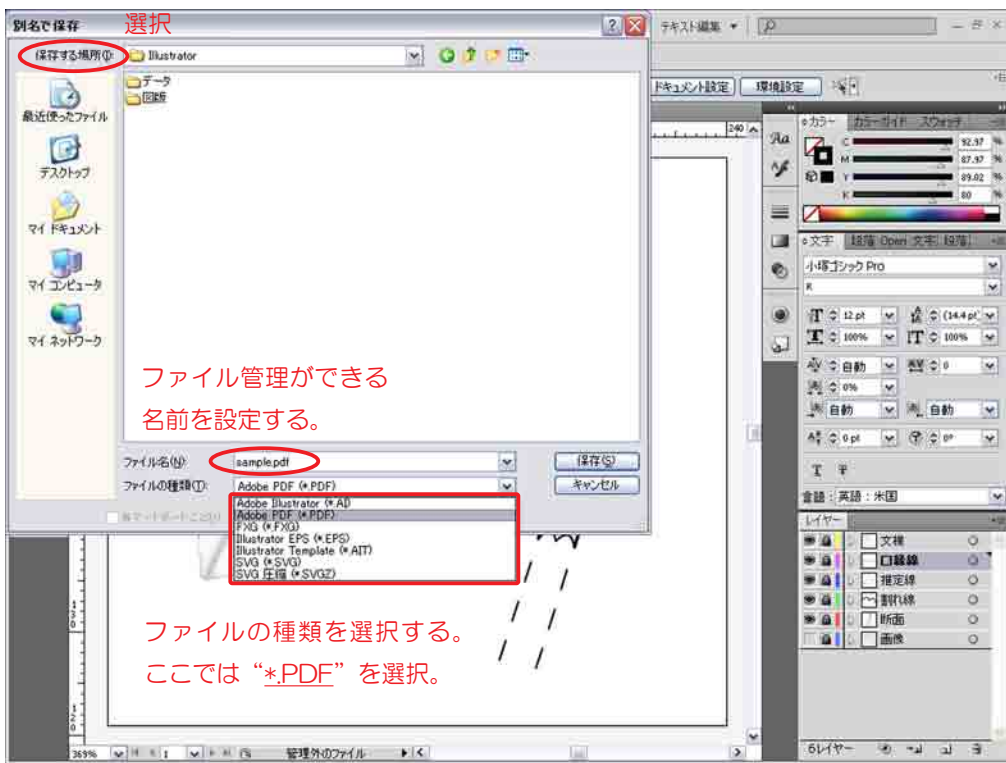 別名で保存
選択
テキスト編集
保存する場所(I):
Illustrator
ドキュメント設定
環境設定
データ
図版
最近使ったファイル
デスクトップ
マイ ドキュメント
マイ コンピュータ
マイ ネットワーク
240
カラー
カラーガイド
スウォッチ
C 92.97 %
M 87.97 %
Y 89.02 %
K 80 %
文字
段落
Open
文字
段落
小塚ゴシック Pro
R
12 pt
(14.4 pt)
100%
100%
自動
0
0%
自動
自動
0 pt
0°
言語:英語:米国
ファイル管理ができる
名前を設定する。
ファイル名(N):
sample.pdf
保存(S)
ファイルの種類(T):
Adobe PDF (*.PDF)
キャンセル
Adobe Illustrator (*.AI)
Adobe PDF (*.PDF)
FXG (*.FXG)
Illustrator EPS (*.EPS)
Illustrator Template (*.AIT)
SVG (*.SVG)
SVG 圧縮 (*.SVGZ)
ファイルの種類を選択する。
ここでは“*.PDF”を選択。
レイヤー
文様
口縁線
推定線
割れ線
断面
画像
6レイヤー
130
120
369%
1
管理外のファイル